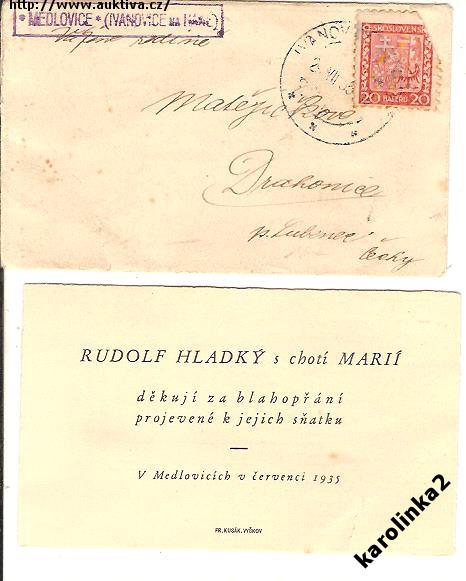 http://www.auktiva.cz/
* MEDLOVICE * (IVANOVICE NA HANÉ)
IVANOV
ČESKOSLOVENSKO
20 HALÉŘŮ 20
Drahonice
p. Lubenec
Čechy
RUDOLF HLADKÝ s chotí MARIÍ
děkují za blahopřání
projevené k jejich sňatku
V Medlovicích v červenci 1935
FR. KUSÁK, VYŠKOV
karolinka2